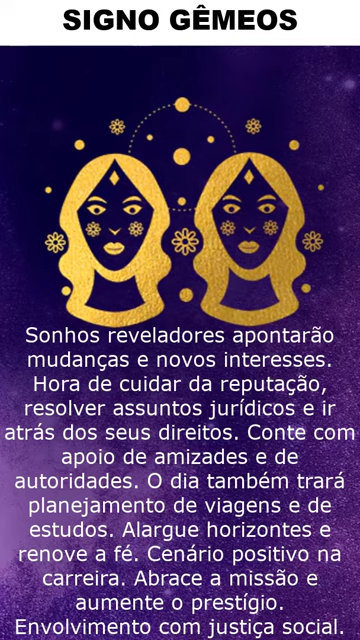 SIGNO GÊMEOS
Sonhos reveladores apontarão
mudanças e novos interesses.
Hora de cuidar da reputação,
resolver assuntos jurídicos e ir
atrás dos seus direitos. Conte com
apoio de amizades e de
autoridades. O dia também trará
planejamento de viagens e de
estudos. Alargue horizontes e
renove a fé. Cenário positivo na
carreira. Abrace a missão e
aumente o prestígio.
Envolvimento com justiça social.